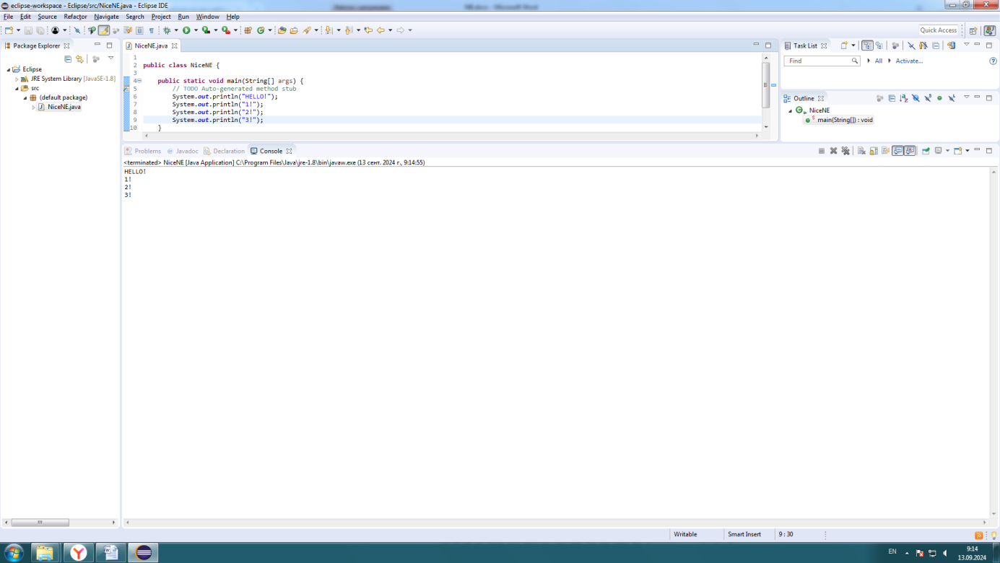 eclipse-workspace - Eclipse/src/NiceNE.java - Eclipse IDE
File Edit Source Refactor Navigate Search Project Run Window Help
Quick Access
Package Explorer
Eclipse
JRE System Library [JavaSE-1.8]
src
(default package)
NiceNE.java
NiceNE.java
1
2 public class NiceNE {
3
4 public static void main(String[] args) {
5 // TODO Auto-generated method stub
6 System.out.println("HELLO!");
7 System.out.println("1!");
8 System.out.println("2!");
9 System.out.println("3!");
10 }
Task List
Find All Activate...
Outline
NiceNE
main(String[]) : void
Problems @ Javadoc Declaration Console
<terminated> NiceNE [Java Application] C:\Program Files\Java\jre-1.8\bin\javaw.exe (13 сент. 2024 г., 9:14:55)
HELLO!
1!
2!
3!
Writable Smart Insert 9 : 30
EN 9:14
13.09.2024